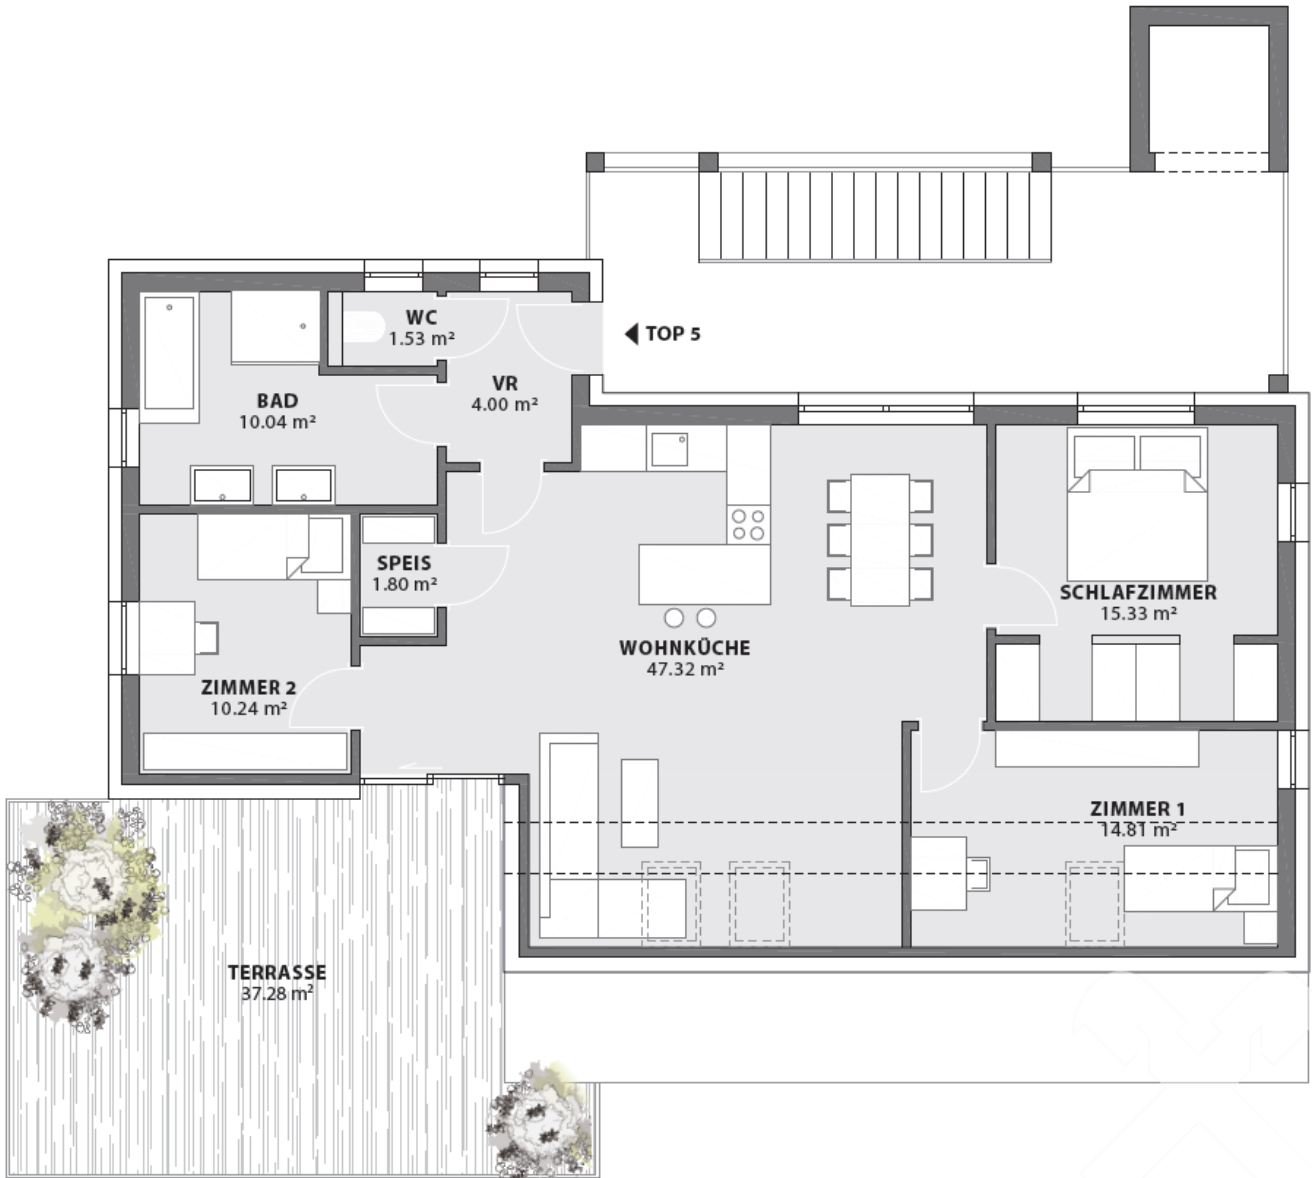 WC
1.53 m²
TOP 5
VR
4.00 m²
BAD
10.04 m²
SPEIS
1.80 m²
SCHLAFZIMMER
15.33 m²
WOHNKÜCHE
47.32 m²
ZIMMER 2
10.24 m²
ZIMMER 1
14.81 m²
TERRASSE
37.28 m²